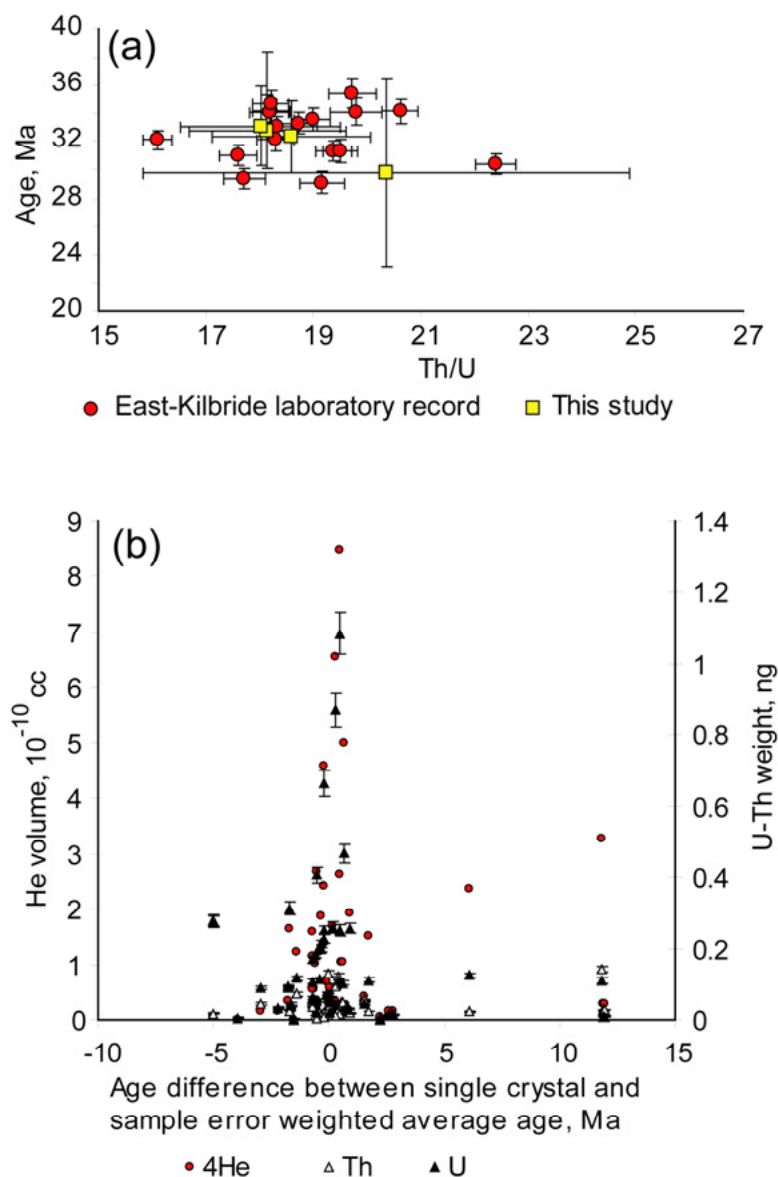 (a)
40
36
32
28
24
20
Age, Ma
15 17 19 21 23 25 27
Th/U
East-Kilbride laboratory record This study
(b)
9
8
7
6
5
4
3
2
1
0
He volume, 10⁻¹⁰ cc
1.4
1.2
1
0.8
0.6
0.4
0.2
0
U-Th weight, ng
-10 -5 0 5 10 15
Age difference between single crystal and
sample error weighted average age, Ma
4He Th U